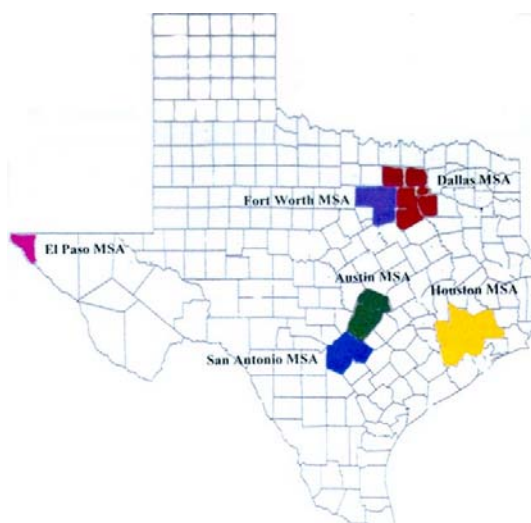 Dallas MSA
Fort Worth MSA
El Paso MSA
Austin MSA
Houston MSA
San Antonio MSA